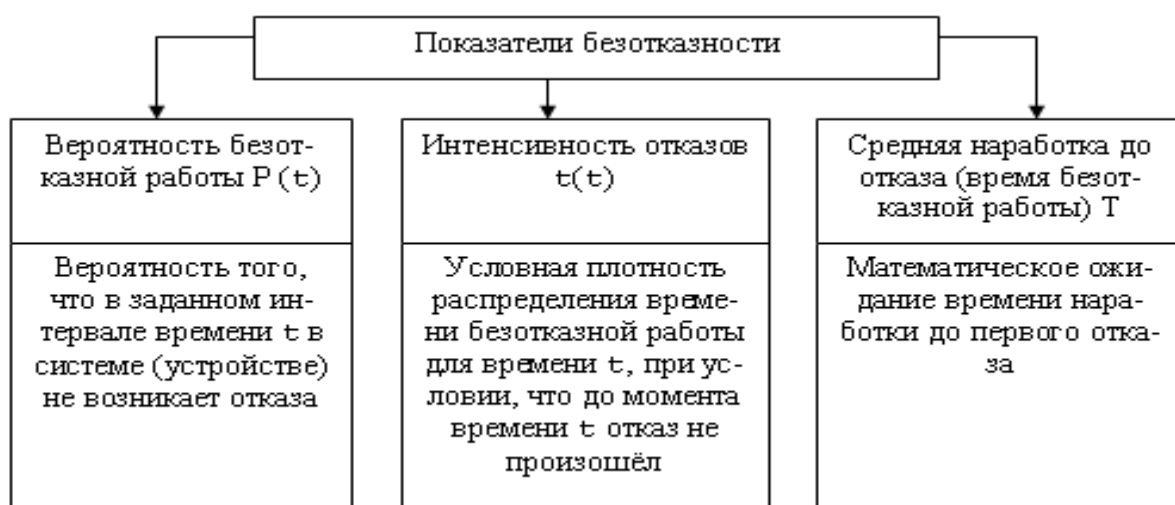 Показатели безотказности
Вероятность безот-
казной работы P (t)
Интенсивность отказов
t(t)
Средняя наработка до
отказа (время безот-
казной работы) T
Вероятность того,
что в заданном ин-
тервале времени t в
системе (устройстве)
не возникает отказа
Условная плотность
распределения време-
ни безотказной работы
для времени t, при ус-
ловии, что до момента
времени t отказ не
произошёл
Математическое ожи-
дание времени нара-
ботки до первого отка-
за